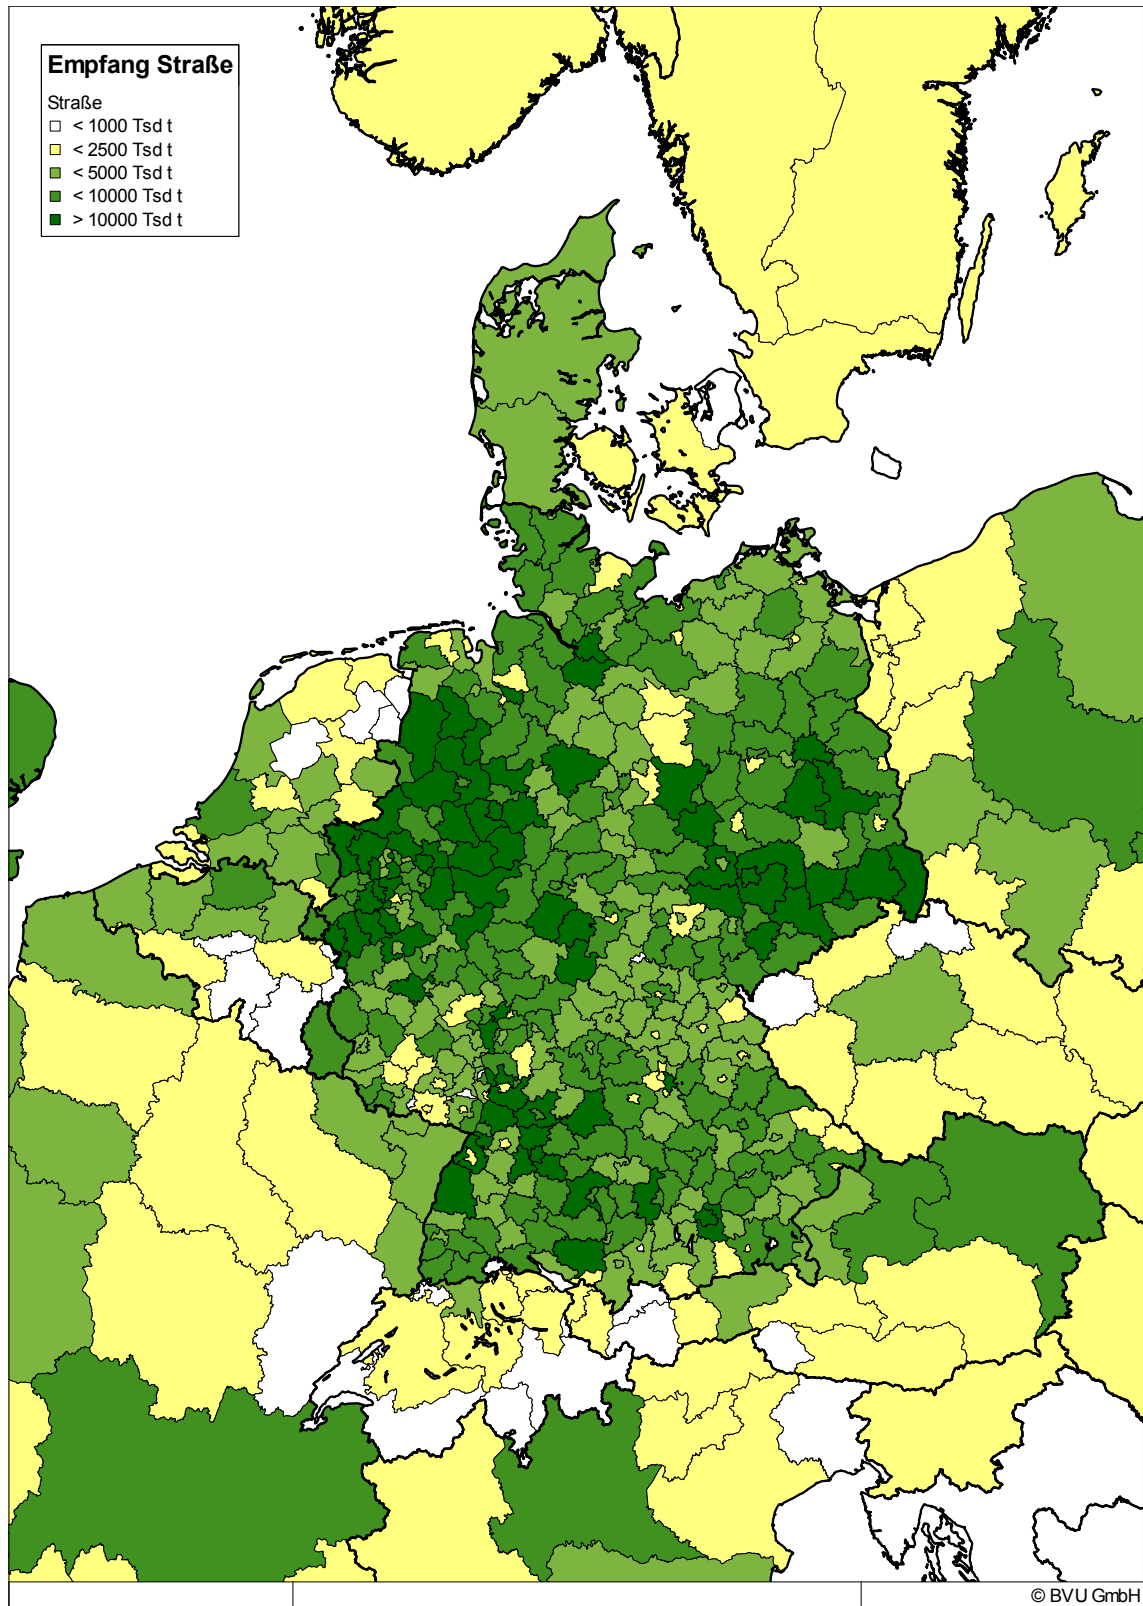 Empfang Straße
Straße
< 1000 Tsd t
< 2500 Tsd t
< 5000 Tsd t
< 10000 Tsd t
> 10000 Tsd t
© BVU GmbH